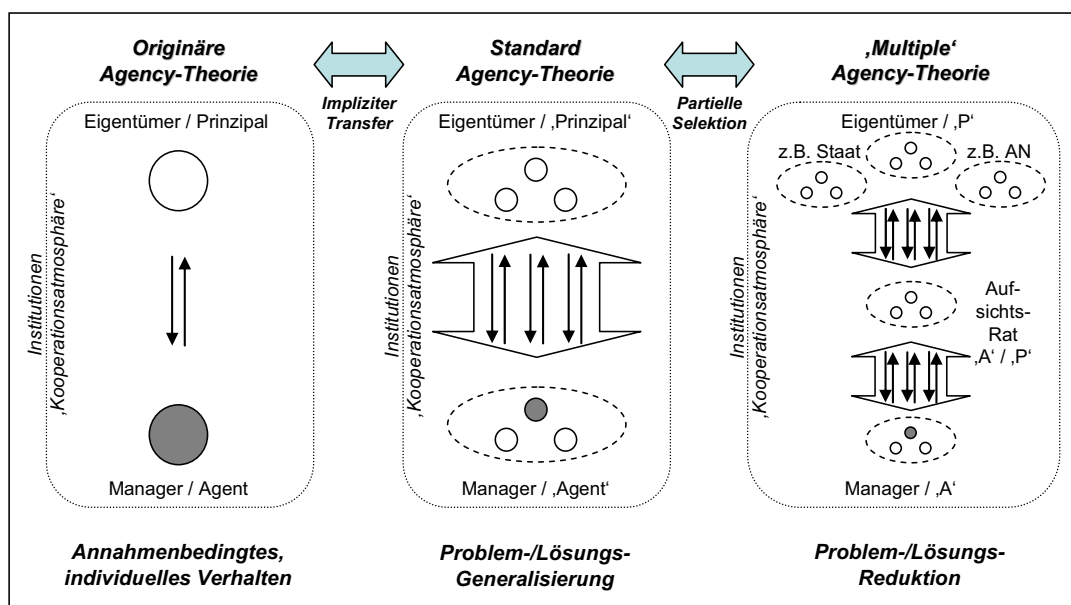 Originäre
Agency-Theorie
Impliziter
Transfer
Standard
Agency-Theorie
Partielle
Selektion
‚Multiple‘
Agency-Theorie
Eigentümer / Prinzipal
Institutionen
‚Kooperationsatmosphäre‘
Manager / Agent
Eigentümer / ‚Prinzipal‘
Institutionen
‚Kooperationsatmosphäre‘
Manager / ‚Agent‘
Eigentümer / ‚P‘
z.B. Staat
z.B. AN
Institutionen
‚Kooperationsatmosphäre‘
Auf-
sichts-
Rat
‚A‘ / ‚P‘
Manager / ‚A‘
Annahmenbedingtes,
individuelles Verhalten
Problem-/Lösungs-
Generalisierung
Problem-/Lösungs-
Reduktion